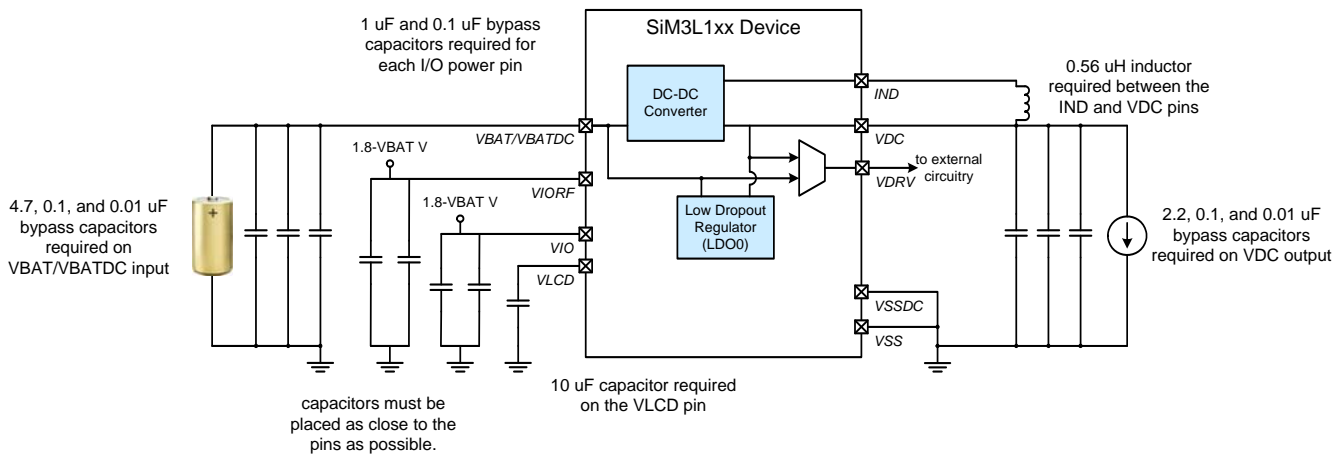 1 uF and 0.1 uF bypass
capacitors required for
each I/O power pin
SiM3L1xx Device
DC-DC
Converter
IND
0.56 uH inductor
required between the
IND and VDC pins
VBAT/VBATDC
VDC
1.8-VBAT V
VIORF
VDRV
to external
circuitry
1.8-VBAT V
Low Dropout
Regulator
(LDO0)
4.7, 0.1, and 0.01 uF
bypass capacitors
required on
VBAT/VBATDC input
+
VIO
VLCD
2.2, 0.1, and 0.01 uF
bypass capacitors
required on VDC output
VSSDC
VSS
10 uF capacitor required
on the VLCD pin
capacitors must be
placed as close to the
pins as possible.